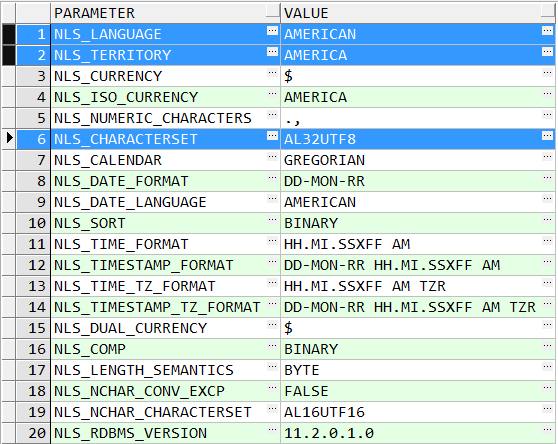 PARAMETER VALUE
1 NLS_LANGUAGE AMERICAN
2 NLS_TERRITORY AMERICA
3 NLS_CURRENCY $
4 NLS_ISO_CURRENCY AMERICA
5 NLS_NUMERIC_CHARACTERS .,
6 NLS_CHARACTERSET AL32UTF8
7 NLS_CALENDAR GREGORIAN
8 NLS_DATE_FORMAT DD-MON-RR
9 NLS_DATE_LANGUAGE AMERICAN
10 NLS_SORT BINARY
11 NLS_TIME_FORMAT HH.MI.SSXFF AM
12 NLS_TIMESTAMP_FORMAT DD-MON-RR HH.MI.SSXFF AM
13 NLS_TIME_TZ_FORMAT HH.MI.SSXFF AM TZR
14 NLS_TIMESTAMP_TZ_FORMAT DD-MON-RR HH.MI.SSXFF AM TZR
15 NLS_DUAL_CURRENCY $
16 NLS_COMP BINARY
17 NLS_LENGTH_SEMANTICS BYTE
18 NLS_NCHAR_CONV_EXCP FALSE
19 NLS_NCHAR_CHARACTERSET AL16UTF16
20 NLS_RDBMS_VERSION 11.2.0.1.0